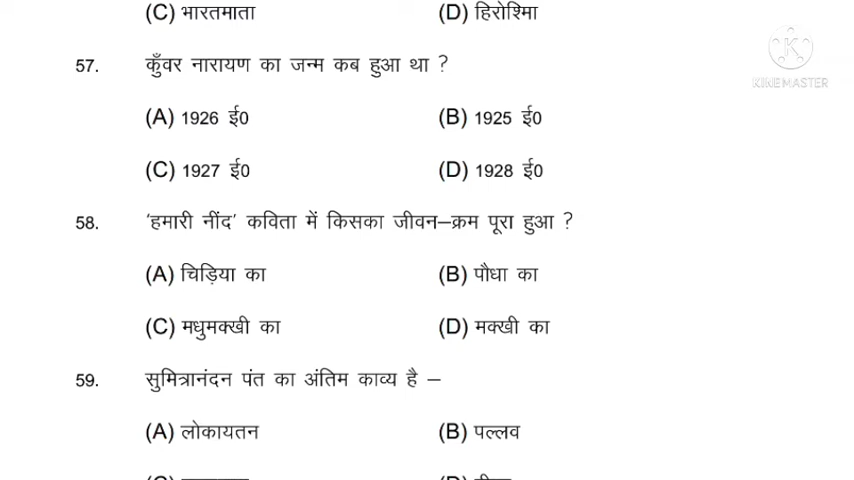 (C) भारतमाता (D) हिरोशिमा
57. कुँवर नारायण का जन्म कब हुआ था ?
(A) 1926 ई0 (B) 1925 ई0
(C) 1927 ई0 (D) 1928 ई0
58. 'हमारी नींद' कविता में किसका जीवन–क्रम पूरा हुआ ?
(A) चिड़िया का (B) पौधा का
(C) मधुमक्खी का (D) मक्खी का
59. सुमित्रानंदन पंत का अंतिम काव्य है –
(A) लोकायतन (B) पल्लव
(C) (D)
KINEMASTER